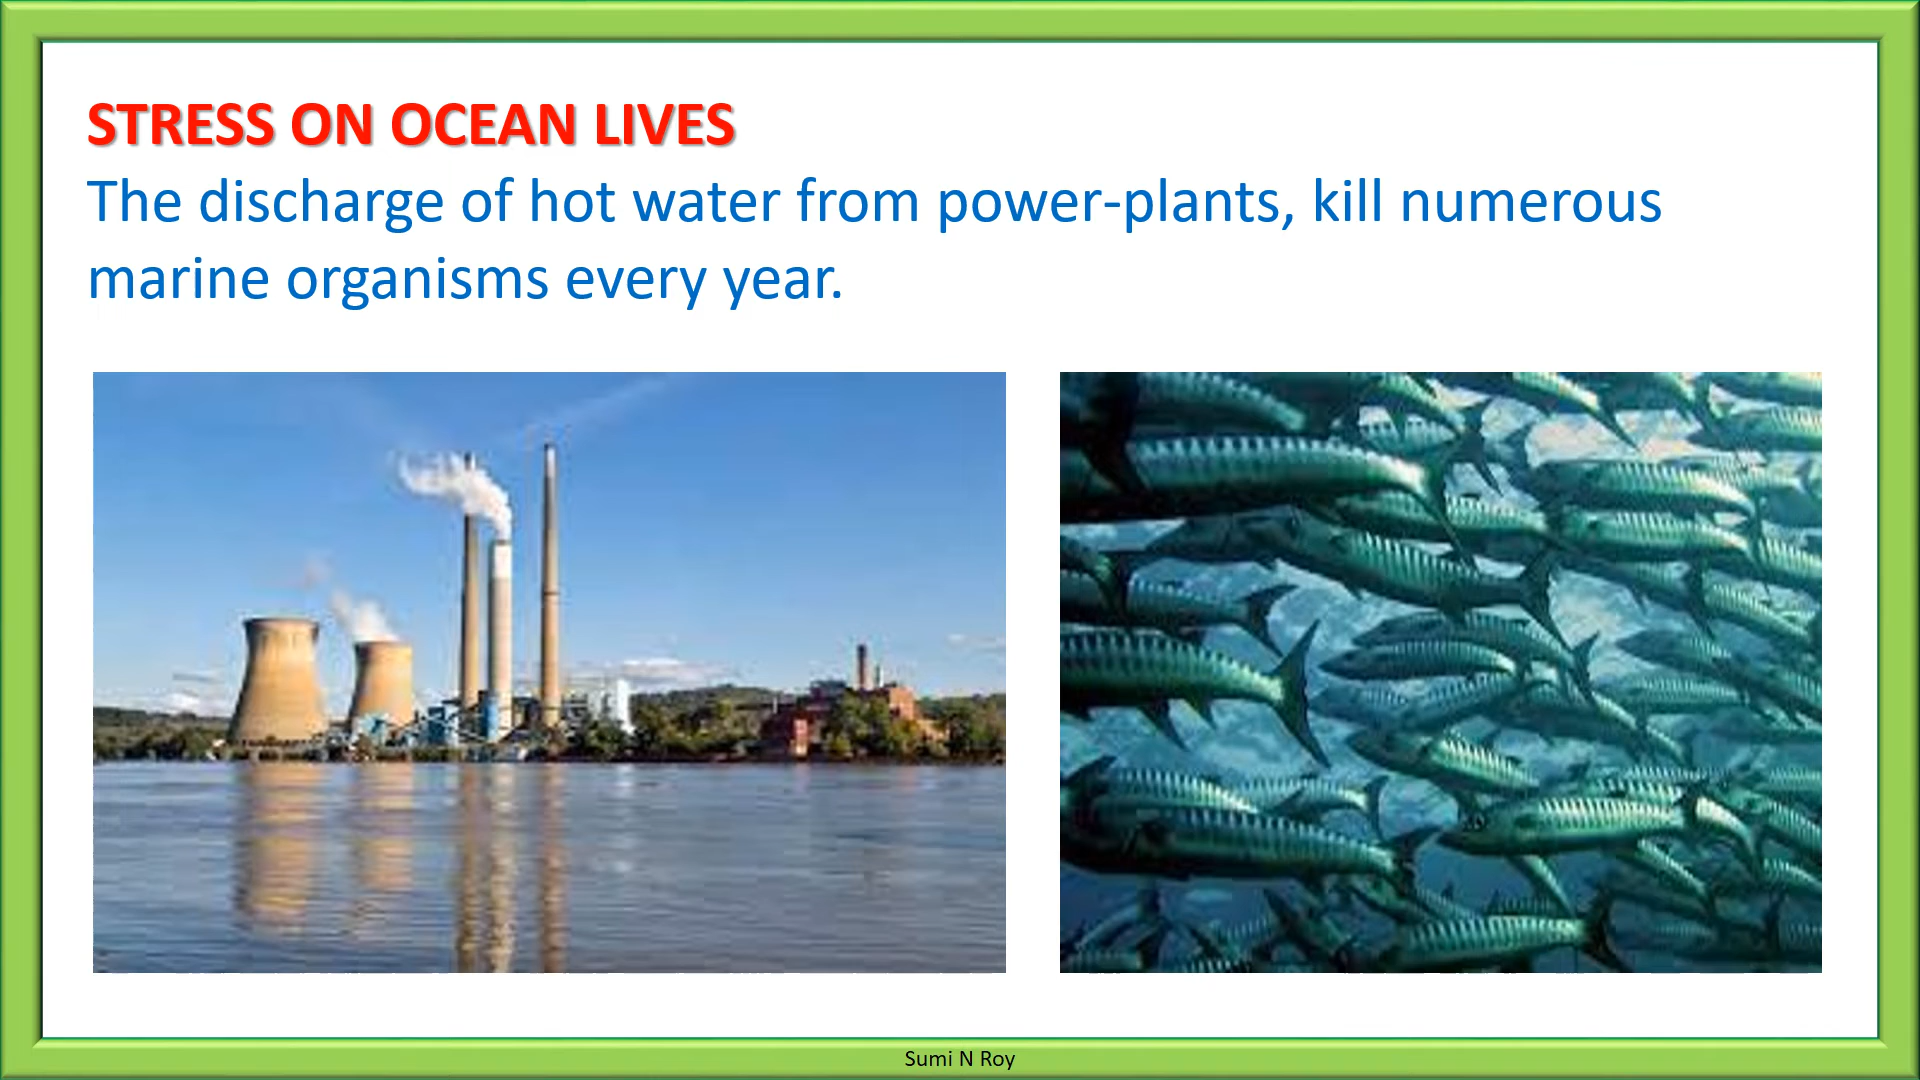 STRESS ON OCEAN LIVES
The discharge of hot water from power-plants, kill numerous
marine organisms every year.
Sumi N Roy